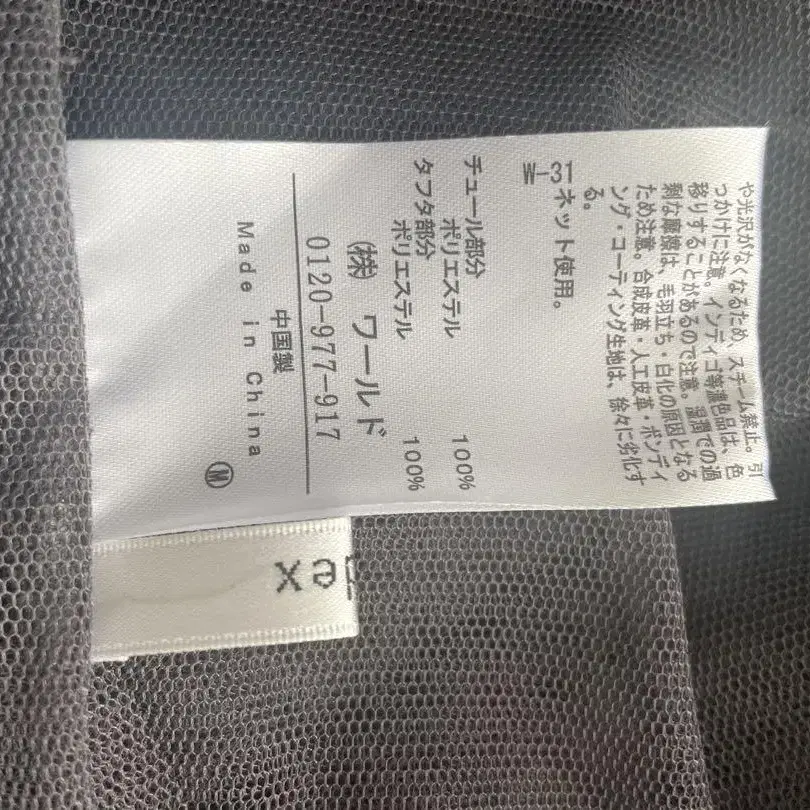 や光沢がなくなるため、スチーム禁止。引
っかけに注意。インディゴ等濃色品は、色
移りすることがあるので注意。湿潤での過
剰な摩擦は、毛羽立ち・白化の原因となる
ため注意。合成皮革・人工皮革・ボンディ
ング・コーティング生地は、徐々に劣化す
る。
ネット使用。
W-31
チュール部分
ポリエステル 100%
タフタ部分
ポリエステル 100%
(株) ワールド
0120-977-917
中国製
Made in China
Ⓜ
dex